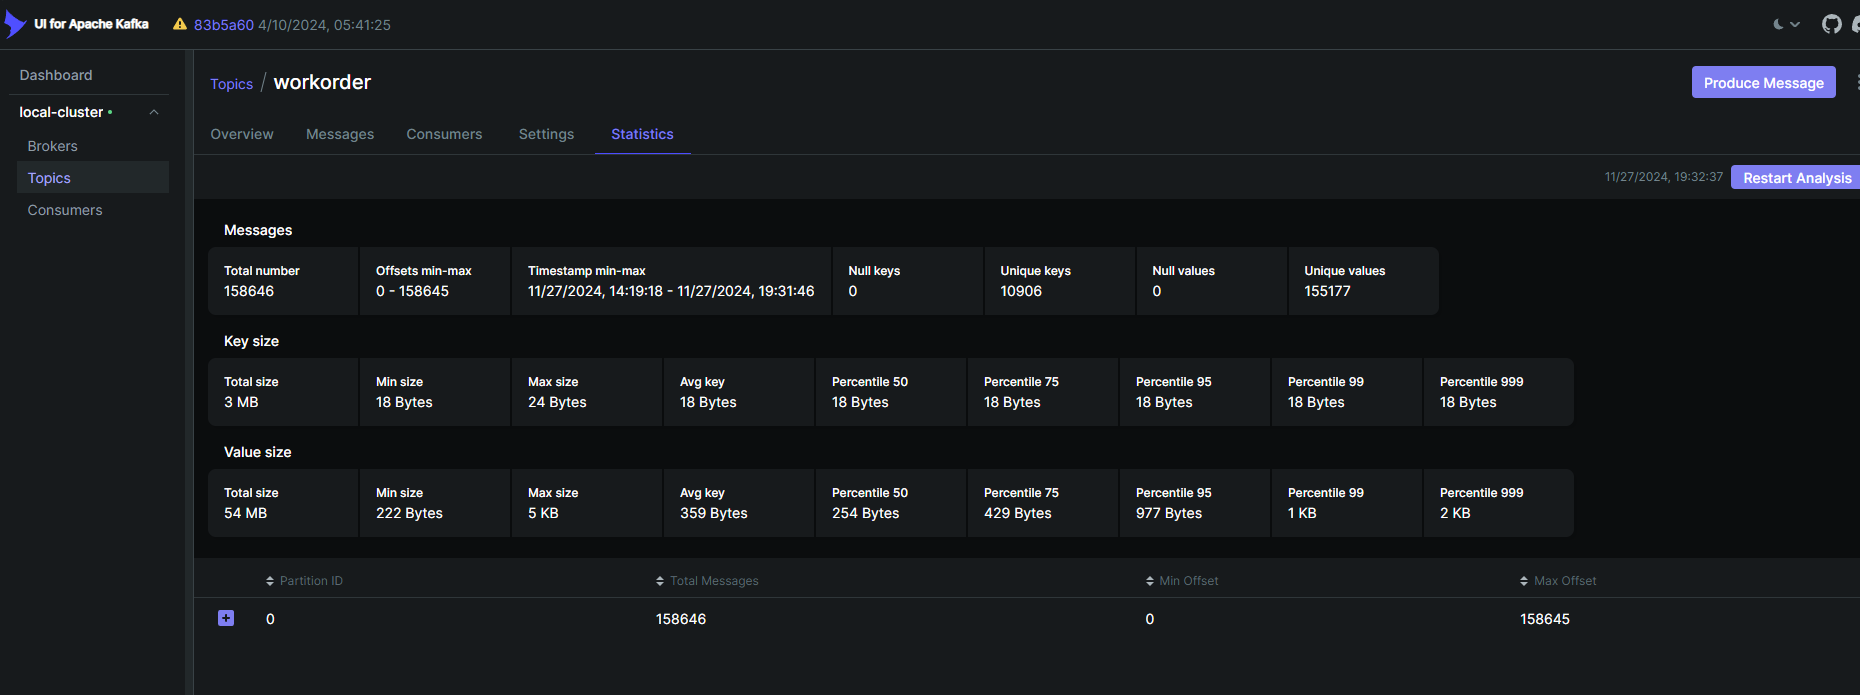 UI for Apache Kafka 83b5a60 4/10/2024, 05:41:25
Dashboard
local-cluster
Brokers
Topics
Consumers
Topics / workorder
Produce Message
Overview Messages Consumers Settings Statistics
11/27/2024, 19:32:37 Restart Analysis
Messages
Total number Offsets min-max Timestamp min-max Null keys Unique keys Null values Unique values
158646 0 - 158645 11/27/2024, 14:19:18 - 11/27/2024, 19:31:46 0 10906 0 155177
Key size
Total size Min size Max size Avg key Percentile 50 Percentile 75 Percentile 95 Percentile 99 Percentile 999
3 MB 18 Bytes 24 Bytes 18 Bytes 18 Bytes 18 Bytes 18 Bytes 18 Bytes 18 Bytes
Value size
Total size Min size Max size Avg key Percentile 50 Percentile 75 Percentile 95 Percentile 99 Percentile 999
54 MB 222 Bytes 5 KB 359 Bytes 254 Bytes 429 Bytes 977 Bytes 1 KB 2 KB
Partition ID Total Messages Min Offset Max Offset
0 158646 0 158645